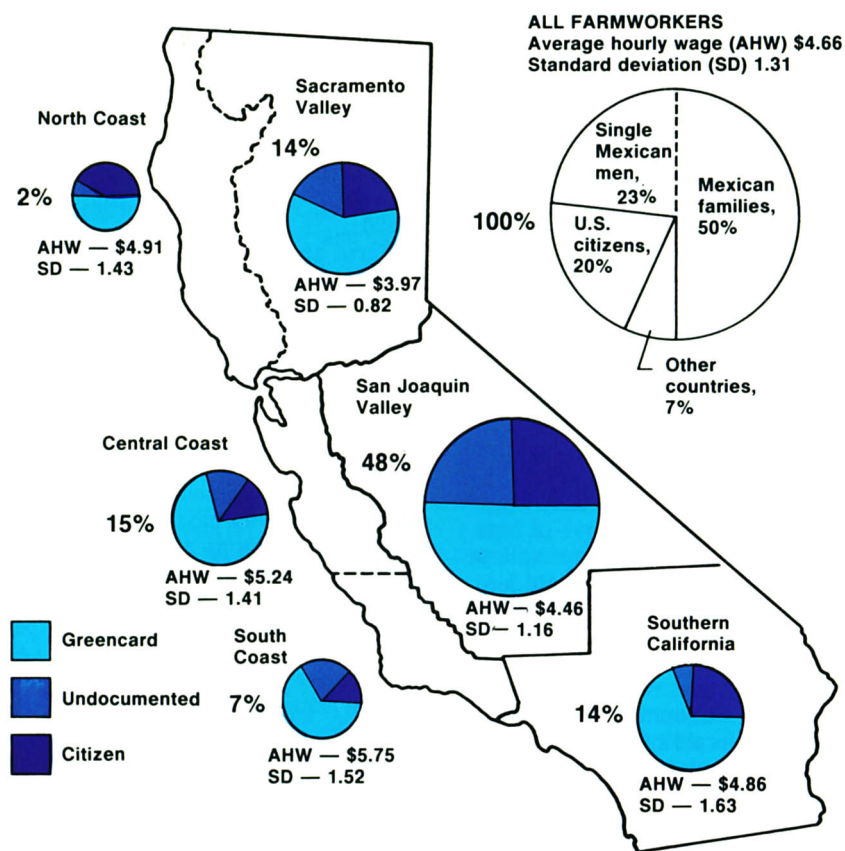 ALL FARMWORKERS
Average hourly wage (AHW) $4.66
Standard deviation (SD) 1.31
Single
Mexican
men,
23%
Mexican
families,
50%
100%
U.S.
citizens,
20%
Other
countries,
7%
North Coast
2%
AHW — $4.91
SD — 1.43
Sacramento
Valley
14%
AHW — $3.97
SD — 0.82
San Joaquin
Valley
48%
AHW — $4.46
SD — 1.16
Central Coast
15%
AHW — $5.24
SD — 1.41
South
Coast
7%
AHW — $5.75
SD — 1.52
Southern
California
14%
AHW — $4.86
SD — 1.63
Greencard
Undocumented
Citizen